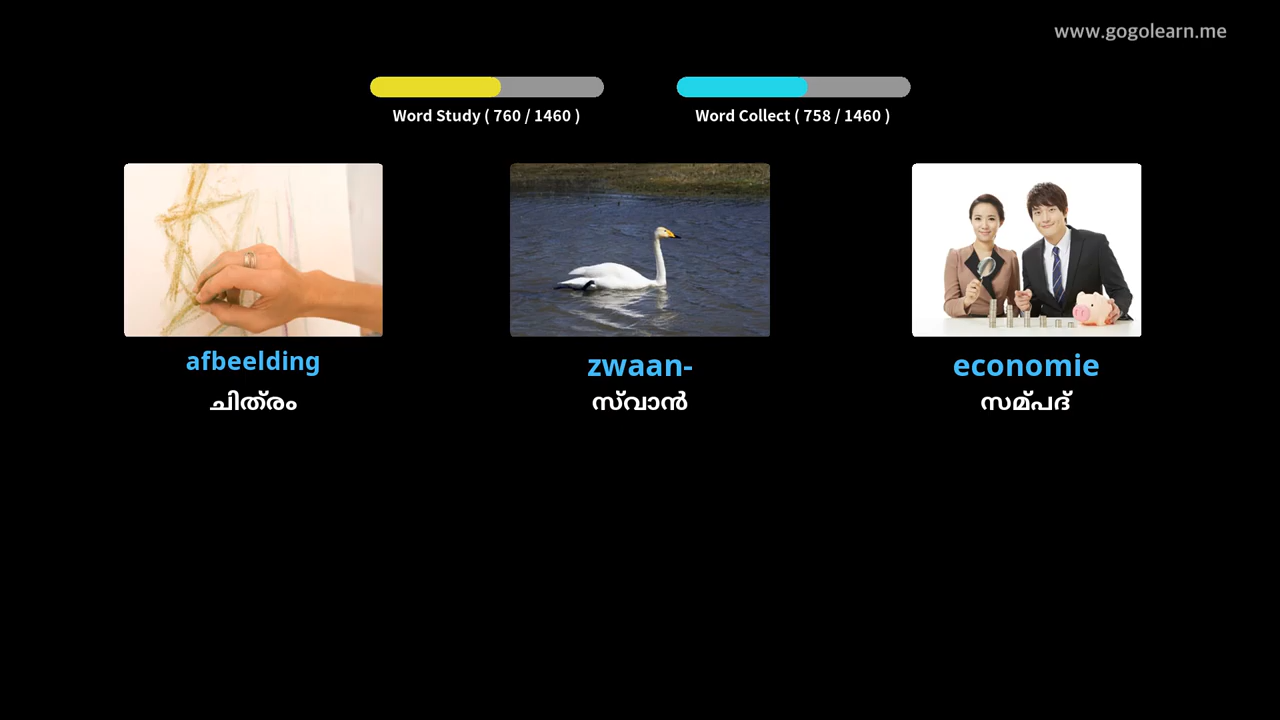 www.gogolearn.me
Word Study ( 760 / 1460 )
Word Collect ( 758 / 1460 )
afbeelding
zwaan-
economie
ചിത്രം
സ്വാൻ
സമ്പദ്